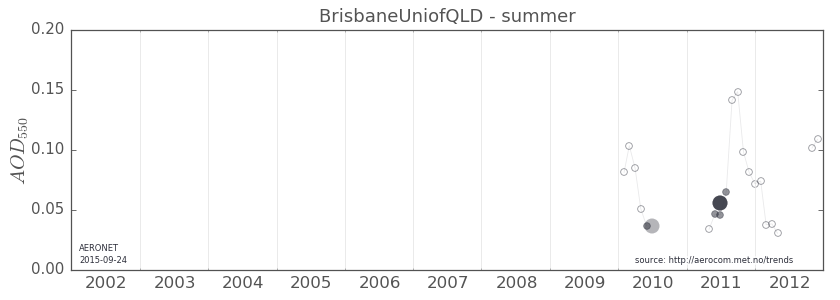 BrisbaneUniofQLD - summer
0.20
0.15
0.10
0.05
0.00
AOD550
AERONET
2015-09-24
source: http://aerocom.met.no/trends
2002 2003 2004 2005 2006 2007 2008 2009 2010 2011 2012